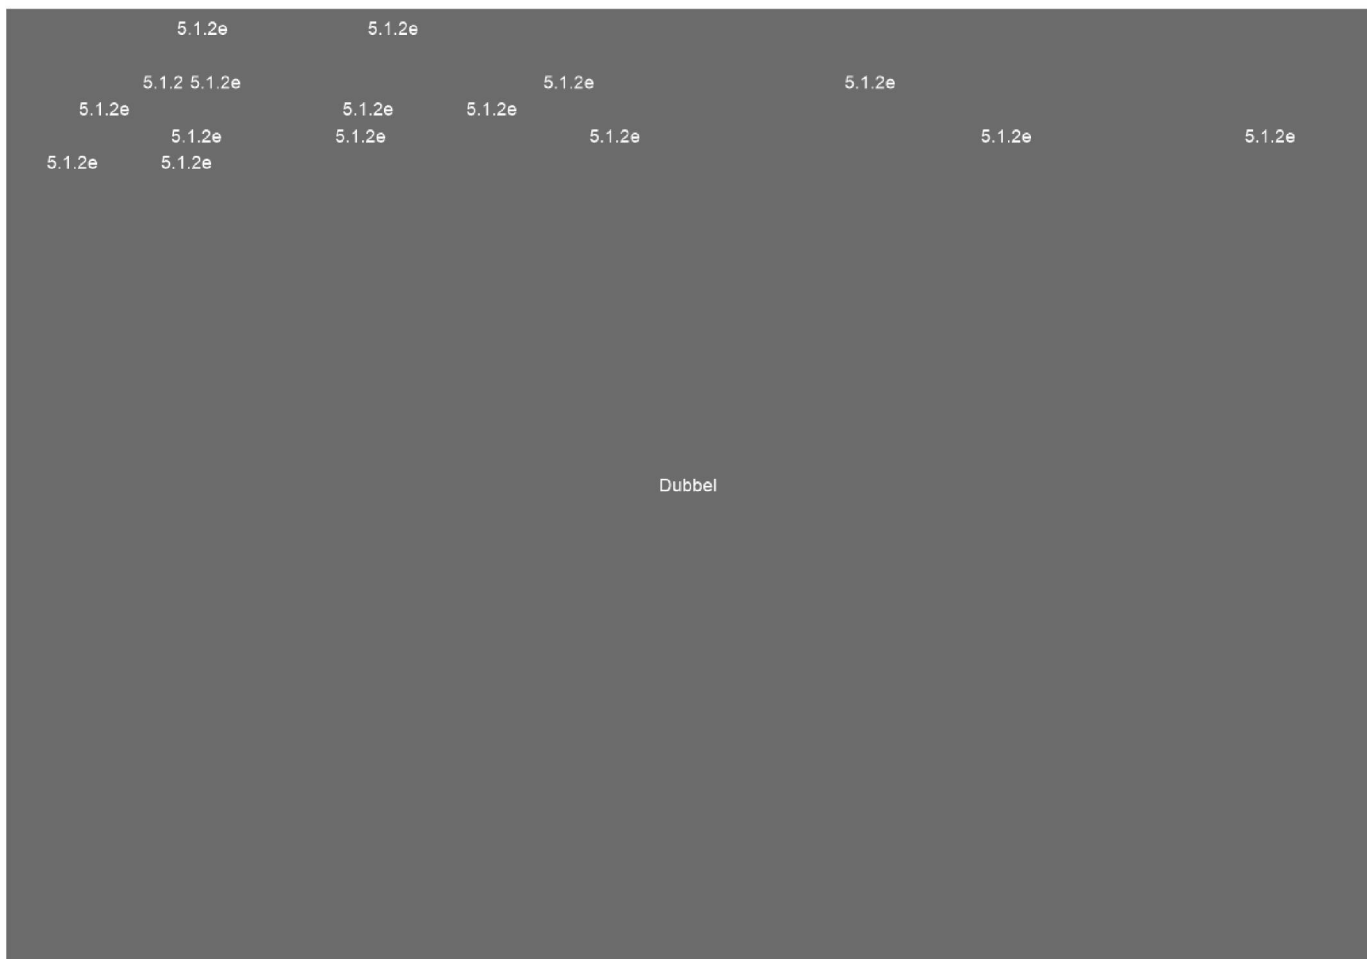 5.1.2e 5.1.2e
5.1.2 5.1.2e 5.1.2e 5.1.2e
5.1.2e 5.1.2e 5.1.2e
5.1.2e 5.1.2e 5.1.2e 5.1.2e 5.1.2e
5.1.2e 5.1.2e
Dubbel